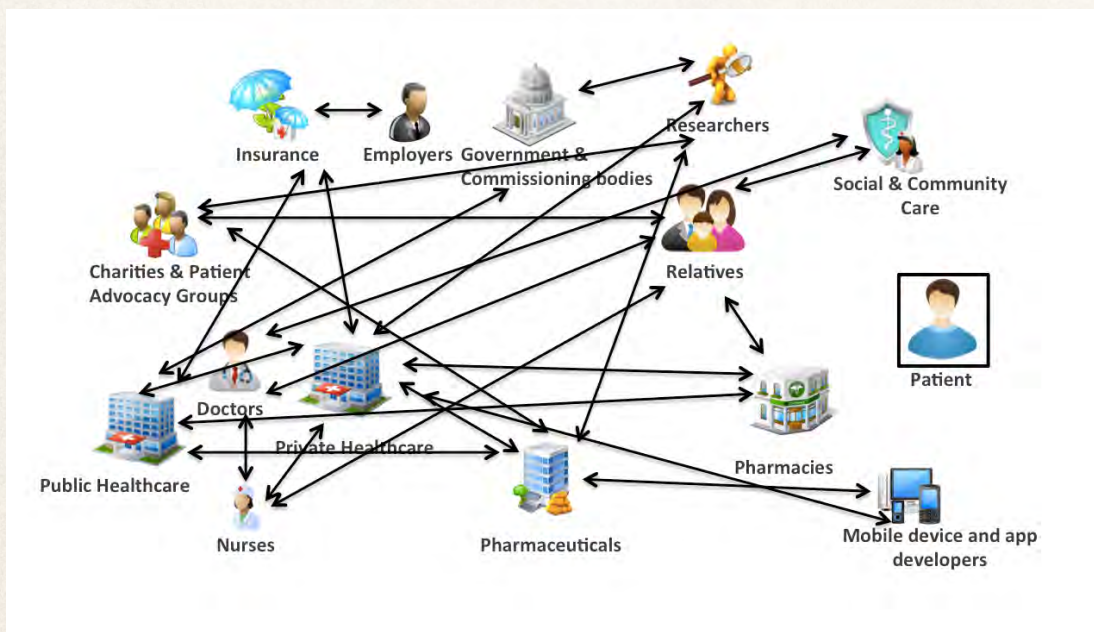 Insurance
Employers
Government &
Commissioning bodies
Researchers
Social & Community
Care
Charities & Patient
Advocacy Groups
Relatives
Patient
Doctors
Private Healthcare
Public Healthcare
Pharmacies
Nurses
Pharmaceuticals
Mobile device and app
developers